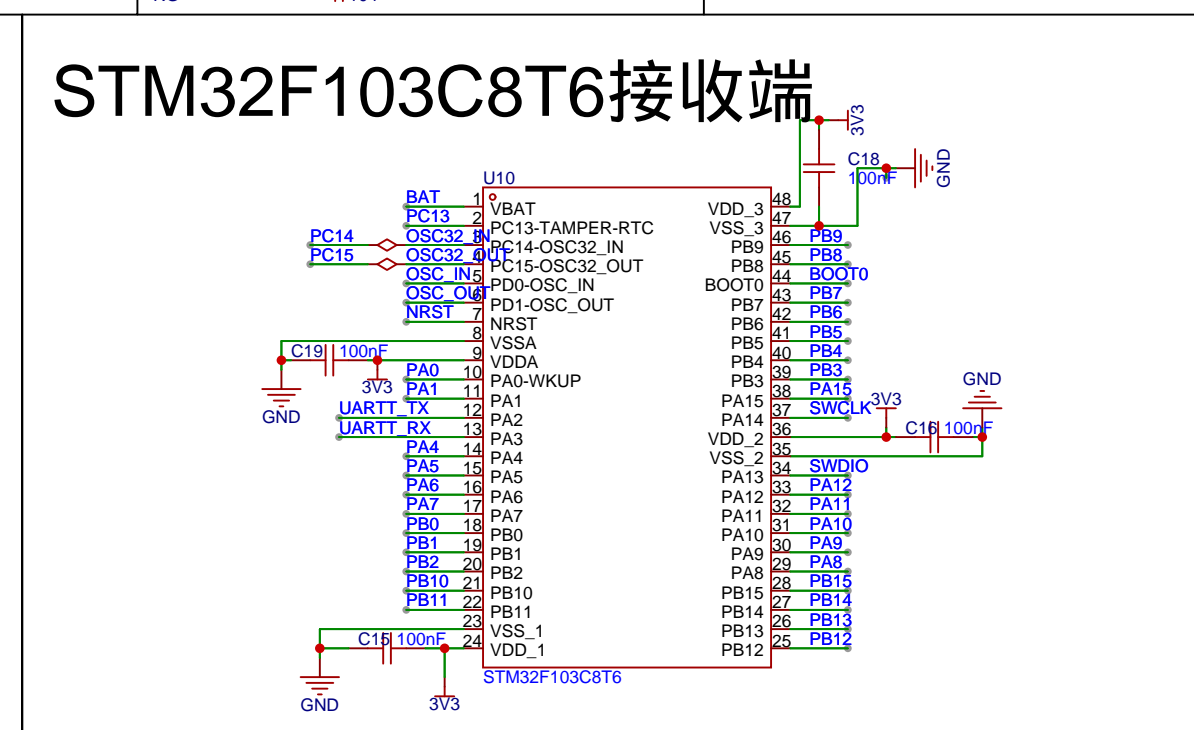 STM32F103C8T6接收端
3V3
C18
100nF
GND
U10
BAT 1 VBAT
PC13 2 PC13-TAMPER-RTC
PC14 OSC32_IN 3 PC14-OSC32_IN
PC15 OSC32_OUT 4 PC15-OSC32_OUT
OSC_IN 5 PD0-OSC_IN
OSC_OUT 6 PD1-OSC_OUT
NRST 7 NRST
8 VSSA
C19 100nF 9 VDDA
3V3
GND
PA0 10 PA0-WKUP
PA1 11 PA1
UARTT_TX 12 PA2
UARTT_RX 13 PA3
PA4 14 PA4
PA5 15 PA5
PA6 16 PA6
PA7 17 PA7
PB0 18 PB0
PB1 19 PB1
PB2 20 PB2
PB10 21 PB10
PB11 22 PB11
23 VSS_1
C15 100nF 24 VDD_1
GND
3V3
VDD_3 48
VSS_3 47
PB9 46 PB9
PB8 45 PB8
BOOT0 44 BOOT0
PB7 43 PB7
PB6 42 PB6
PB5 41 PB5
PB4 40 PB4
PB3 39 PB3
PA15 38 PA15
PA14 37 SWCLK
3V3
GND
VDD_2 36 C16 100nF
VSS_2 35
PA13 34 SWDIO
PA12 33 PA12
PA11 32 PA11
PA10 31 PA10
PA9 30 PA9
PA8 29 PA8
PB15 28 PB15
PB14 27 PB14
PB13 26 PB13
PB12 25 PB12
STM32F103C8T6